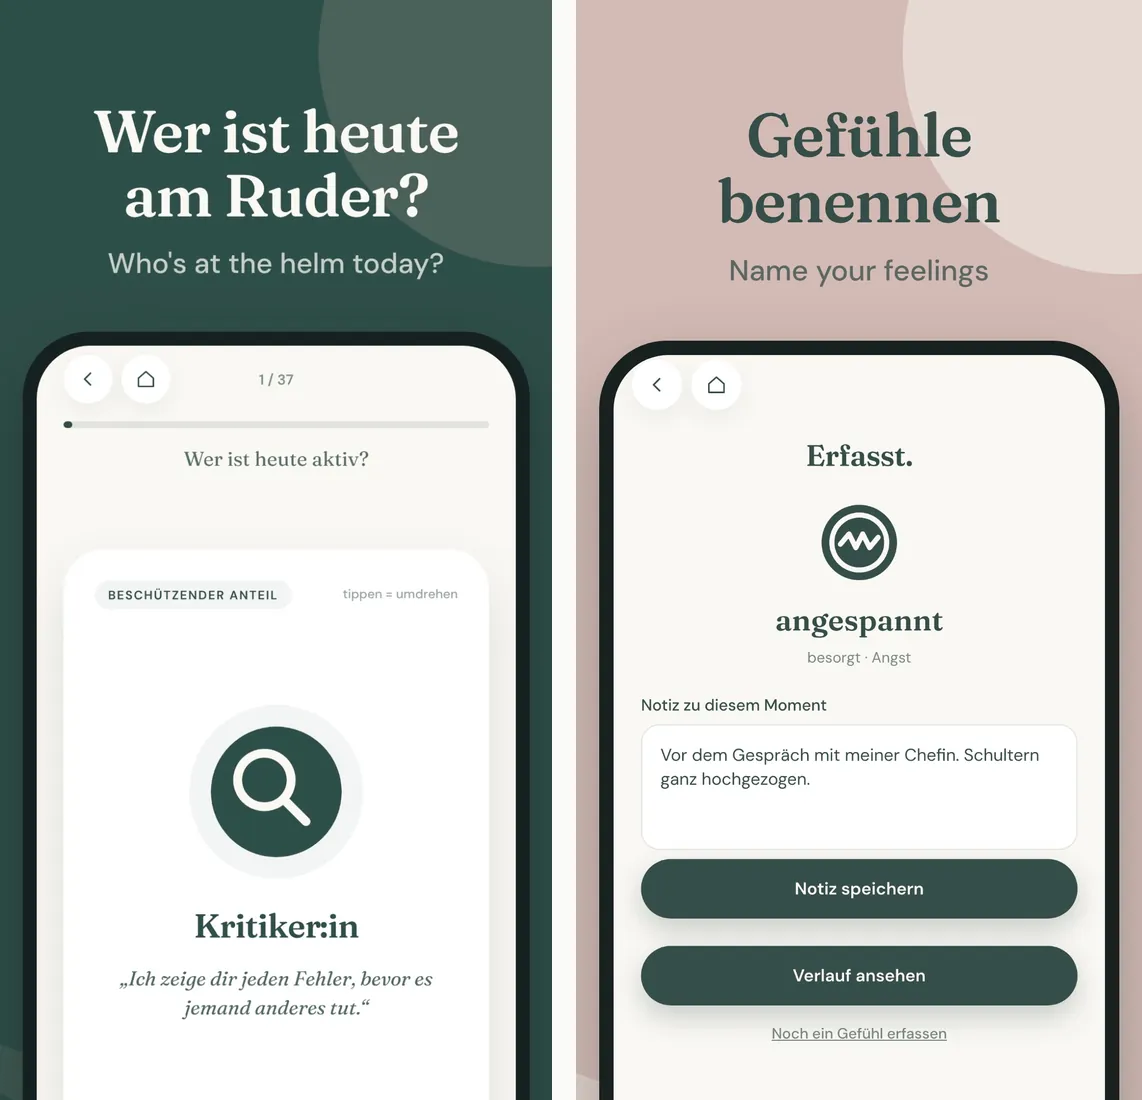 Wer ist heute
am Ruder?
Who's at the helm today?
1 / 37
Wer ist heute aktiv?
BESCHÜTZENDER ANTEIL
tippen = umdrehen
Kritiker:in
„Ich zeige dir jeden Fehler, bevor es
jemand anderes tut.“
Gefühle
benennen
Name your feelings
Erfasst.
angespannt
besorgt · Angst
Notiz zu diesem Moment
Vor dem Gespräch mit meiner Chefin. Schultern
ganz hochgezogen.
Notiz speichern
Verlauf ansehen
Noch ein Gefühl erfassen